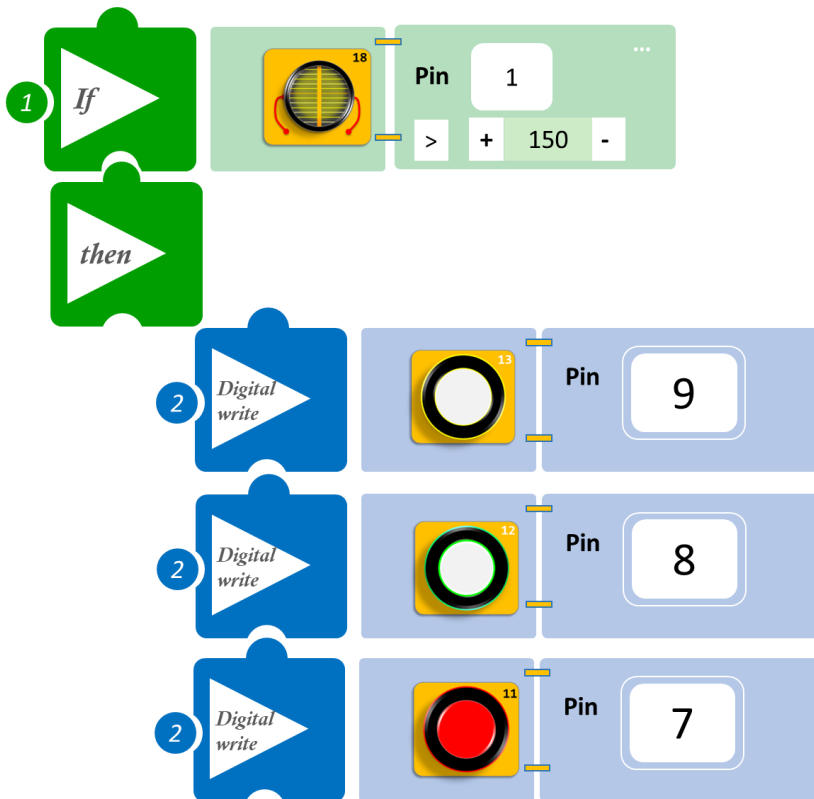 18
Pin 1 ...
1 If
> + 150 -
then
13
Pin 9
2 Digital
write
12
Pin 8
2 Digital
write
11
Pin 7
2 Digital
write